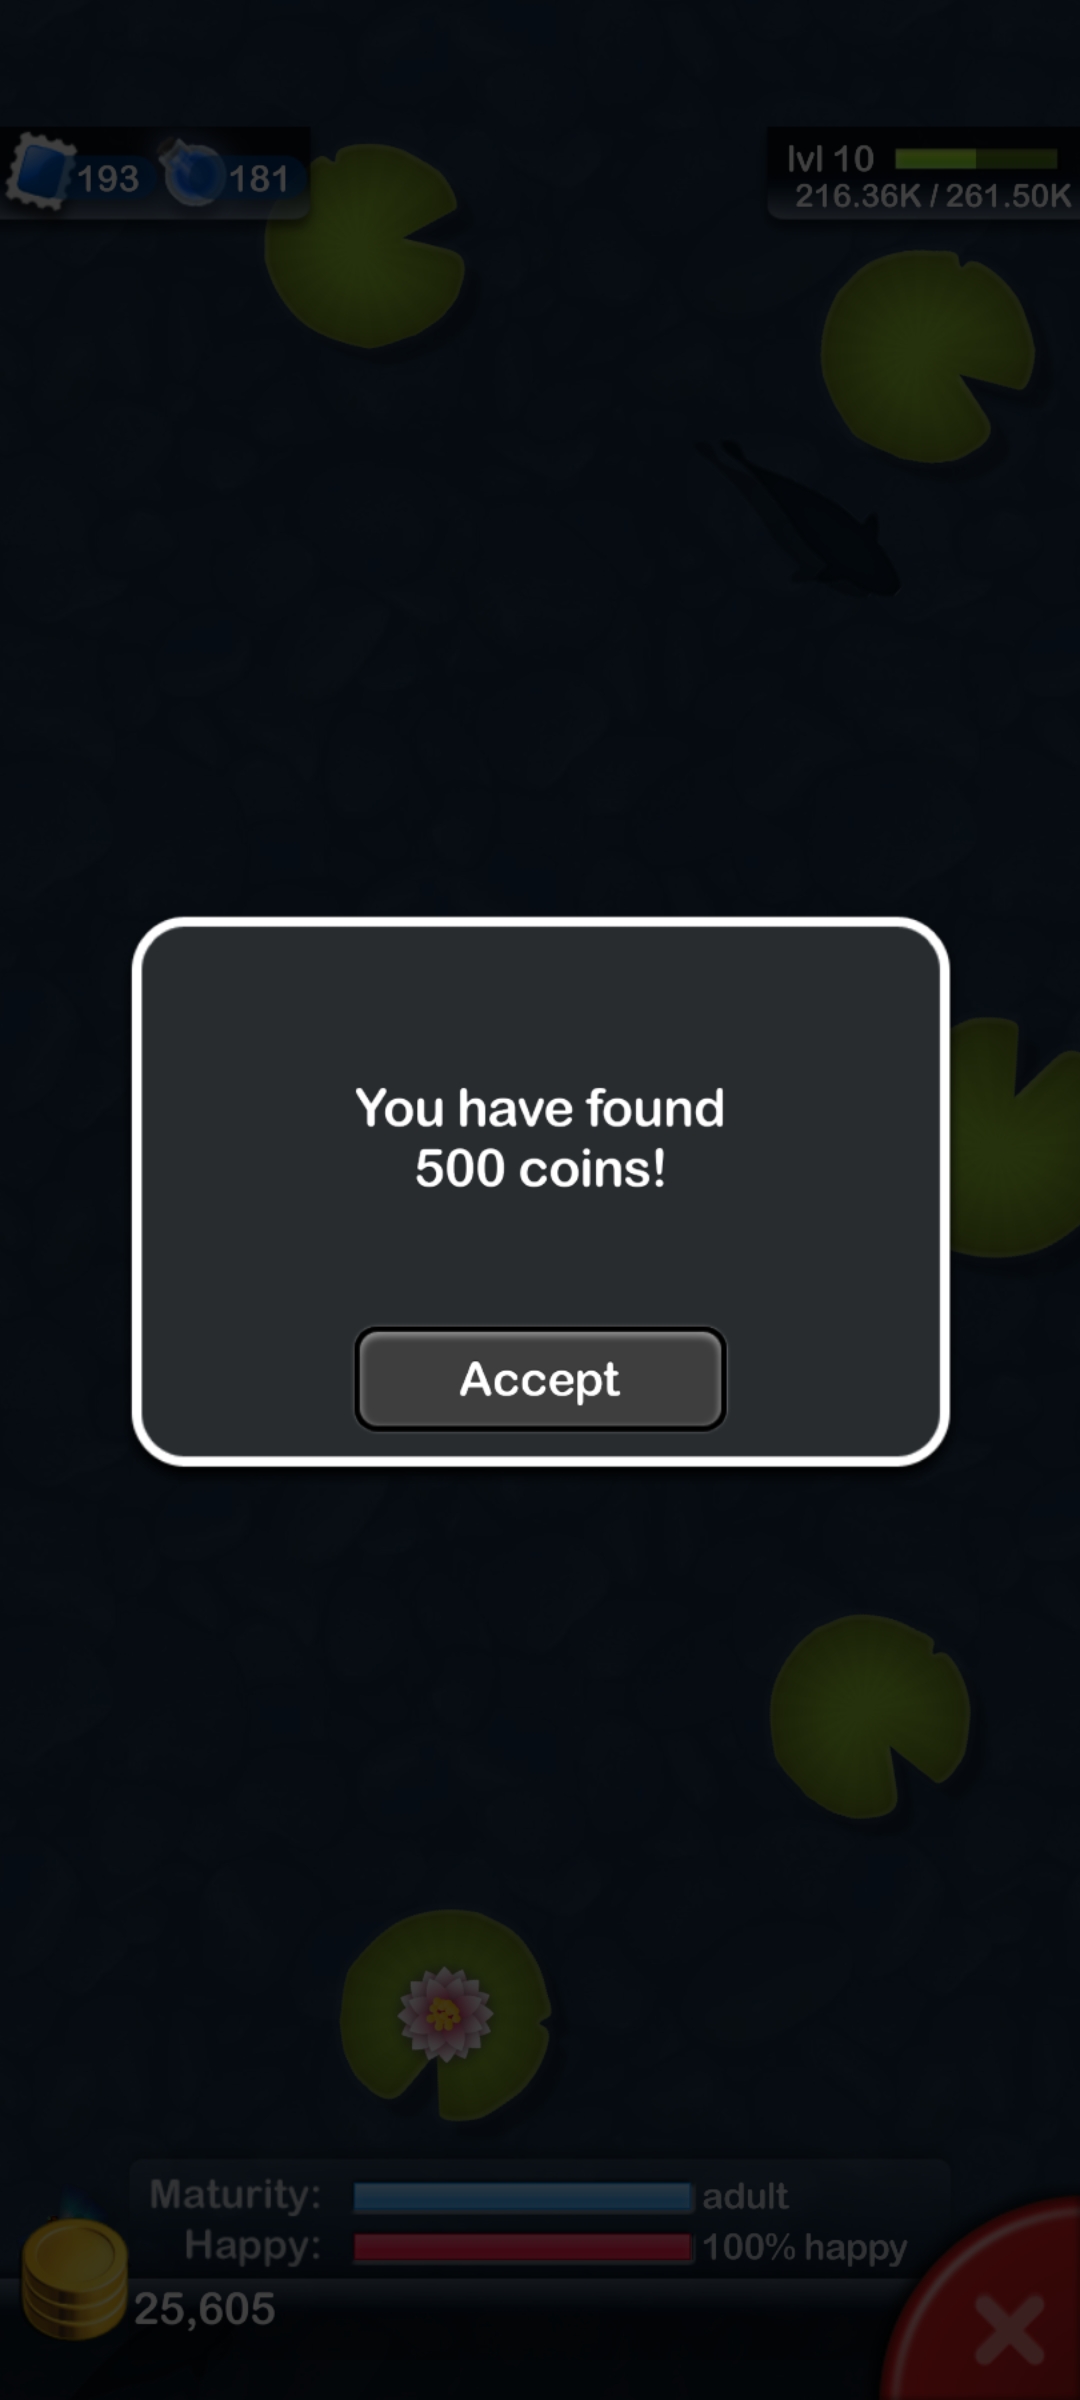 193 181
lvl 10
216.36K / 261.50K
You have found
500 coins!
Accept
Maturity: adult
Happy: 100% happy
25,605